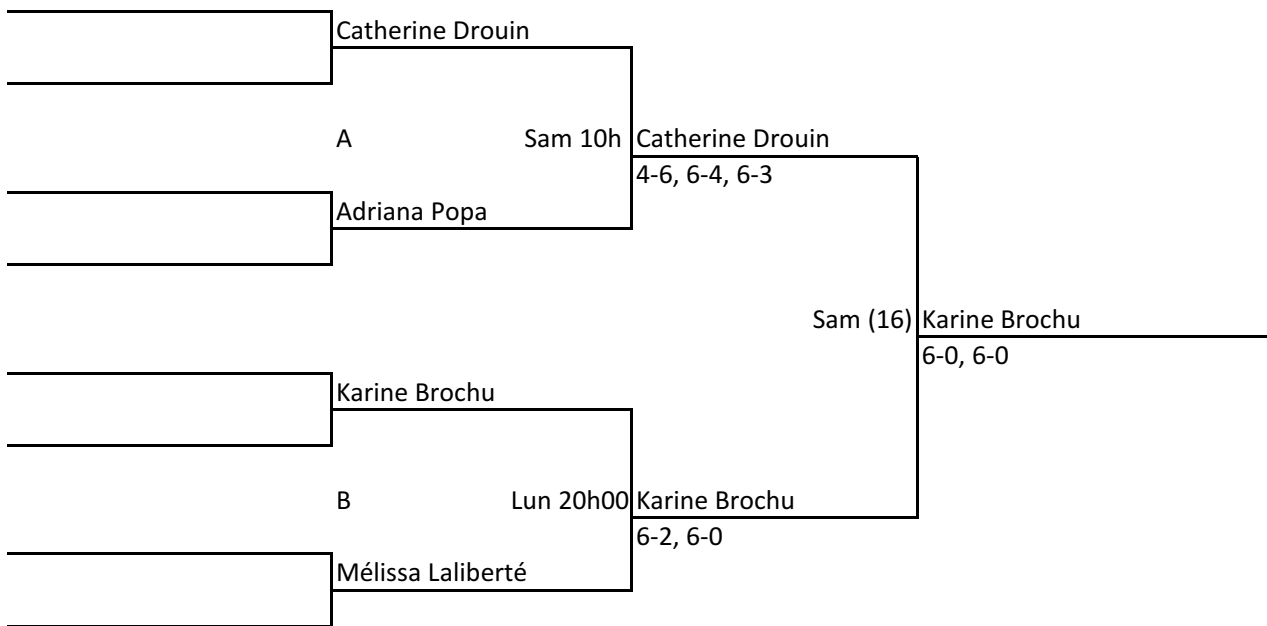 Catherine Drouin
A
Sam 10h
Catherine Drouin
4-6, 6-4, 6-3
Adriana Popa
Sam (16)
Karine Brochu
6-0, 6-0
Karine Brochu
B
Lun 20h00
Karine Brochu
6-2, 6-0
Mélissa Laliberté